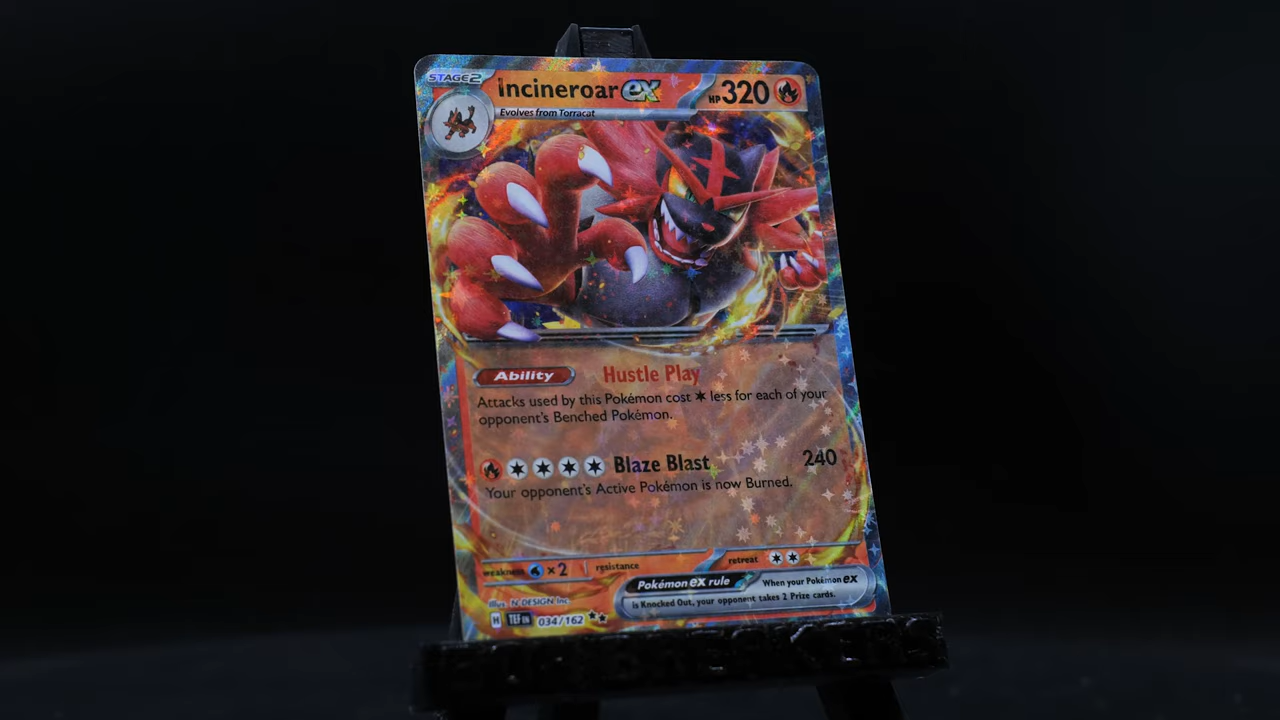 STAGE2
Incineroar ex
HP 320
Evolves from Torracat
Ability Hustle Play
Attacks used by this Pokémon cost less for each of your
opponent's Benched Pokémon.
Blaze Blast 240
Your opponent's Active Pokémon is now Burned.
weakness ×2 resistance retreat
Pokémon ex rule When your Pokémon ex
is Knocked Out, your opponent takes 2 Prize cards.
Illus. N-DESIGN Inc.
H TEF EN 034/162